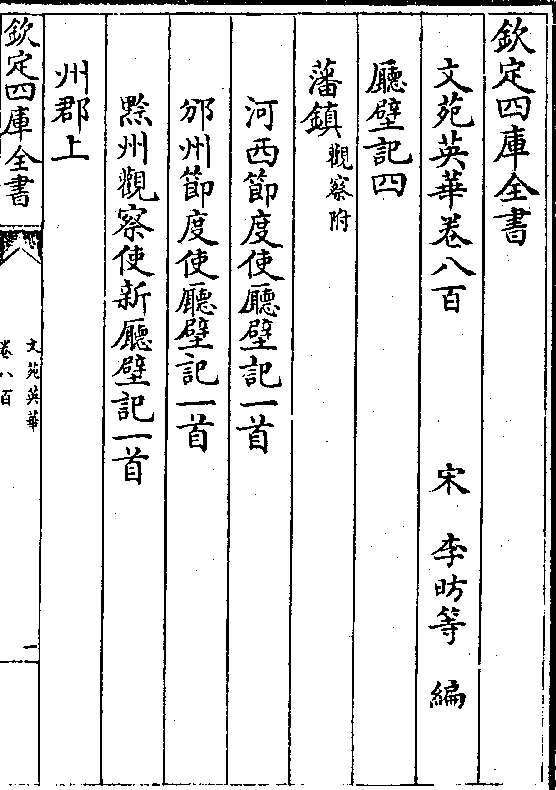 欽定四庫全書
文苑英華卷八百
宋　李昉等　編
廳壁記四
藩鎮觀察附
河西節度使廳壁記一首
邠州節度使廳壁記一首
黔州觀察使新廳壁記一首
州郡上
欽定四庫全書
文苑英華
卷八百
一